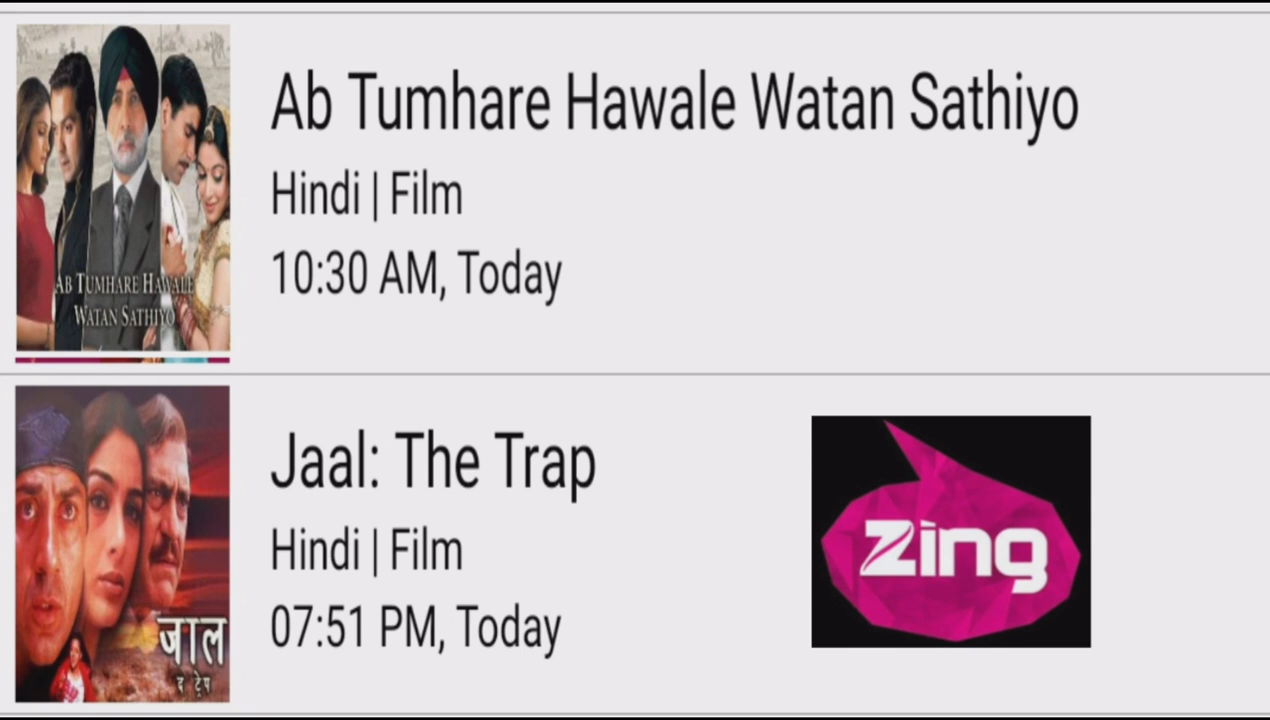 Ab Tumhare Hawale Watan Sathiyo
Hindi | Film
10:30 AM, Today
AB TUMHARE HAWALE
WATAN SATHIYO
Jaal: The Trap
Hindi | Film
07:51 PM, Today
जाल
द ट्रेप
Zing